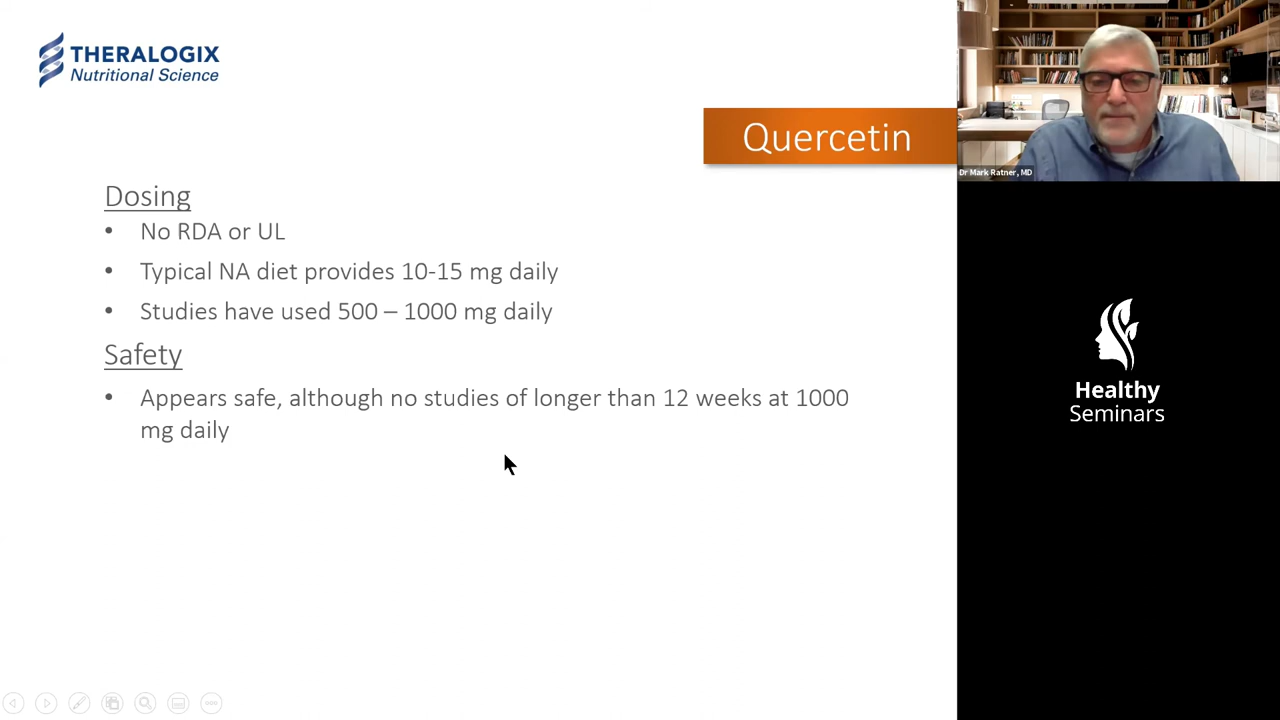 THERALOGIX
Nutritional Science
Quercetin
Dosing
• No RDA or UL
• Typical NA diet provides 10-15 mg daily
• Studies have used 500 – 1000 mg daily
Safety
• Appears safe, although no studies of longer than 12 weeks at 1000
mg daily
Dr Mark Ratner, MD
Healthy
Seminars